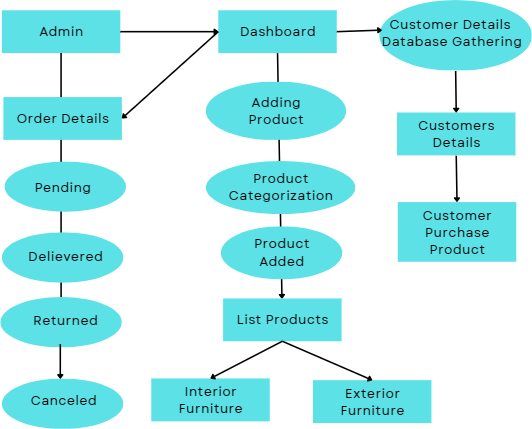 Admin
Dashboard
Customer Details
Database Gathering
Order Details
Adding
Product
Customers
Details
Pending
Product
Categorization
Customer
Purchase
Product
Delievered
Product
Added
Returned
List Products
Canceled
Interior
Furniture
Exterior
Furniture